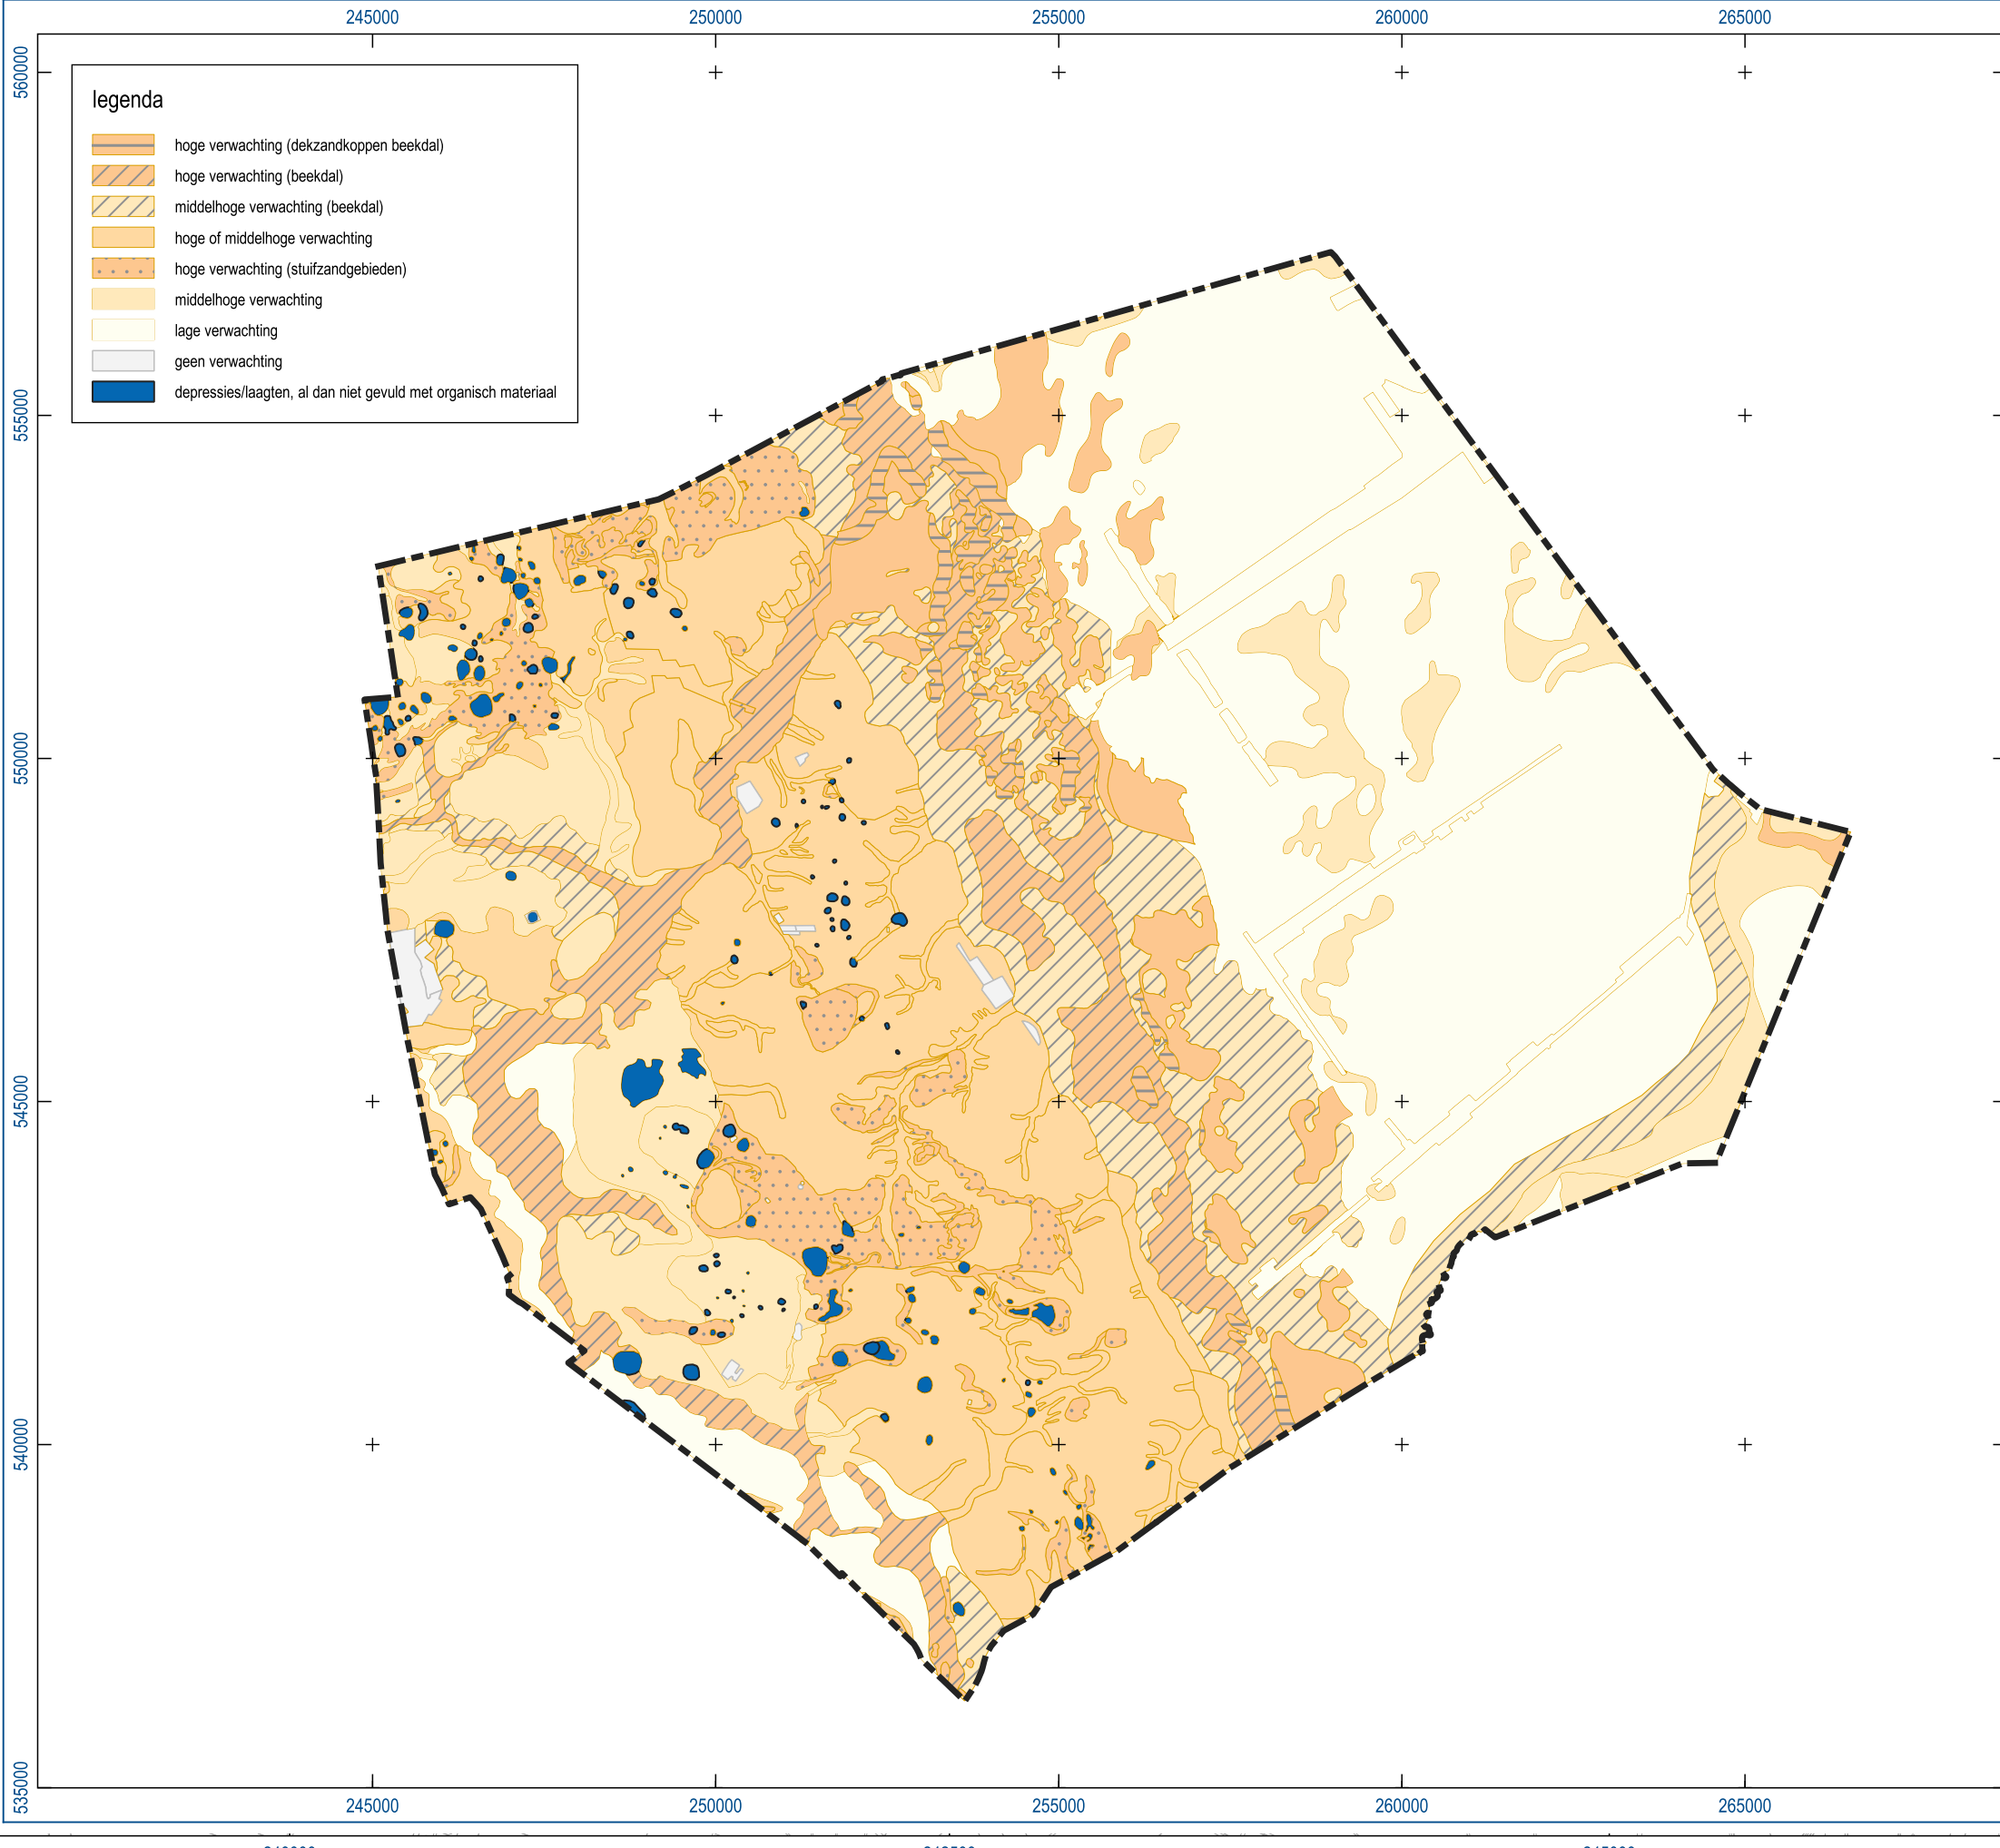 245000 250000 255000 260000 265000
560000
555000
550000
545000
540000
535000
legenda
hoge verwachting (dekzandkoppen beekdal)
hoge verwachting (beekdal)
middelhoge verwachting (beekdal)
hoge of middelhoge verwachting
hoge verwachting (stuifzandgebieden)
middelhoge verwachting
lage verwachting
geen verwachting
depressies/laagten, al dan niet gevuld met organisch materiaal
245000 250000 255000 260000 265000